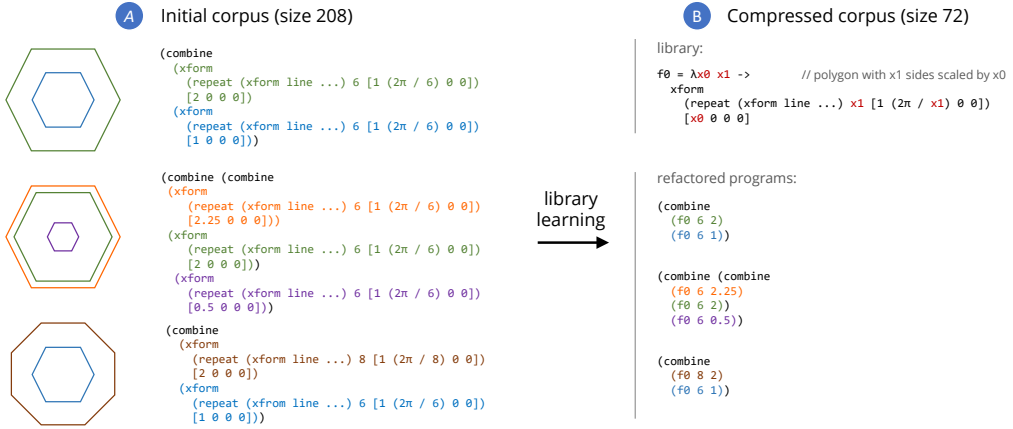 A Initial corpus (size 208)
(combine
(xform
(repeat (xform line ...) 6 [1 (2π / 6) 0 0])
[2 0 0 0])
(xform
(repeat (xform line ...) 6 [1 (2π / 6) 0 0])
[1 0 0 0]))
(combine (combine
(xform
(repeat (xform line ...) 6 [1 (2π / 6) 0 0])
[2.25 0 0 0]))
(xform
(repeat (xform line ...) 6 [1 (2π / 6) 0 0])
[2 0 0 0]))
(xform
(repeat (xform line ...) 6 [1 (2π / 6) 0 0])
[0.5 0 0 0]))
(combine
(xform
(repeat (xform line ...) 8 [1 (2π / 8) 0 0])
[2 0 0 0])
(xform
(repeat (xfrom line ...) 6 [1 (2π / 6) 0 0])
[1 0 0 0]))
library
learning
B Compressed corpus (size 72)
library:
f0 = λx0 x1 -> // polygon with x1 sides scaled by x0
xform
(repeat (xform line ...) x1 [1 (2π / x1) 0 0])
[x0 0 0 0]
refactored programs:
(combine
(f0 6 2)
(f0 6 1))
(combine (combine
(f0 6 2.25)
(f0 6 2))
(f0 6 0.5))
(combine
(f0 8 2)
(f0 6 1))